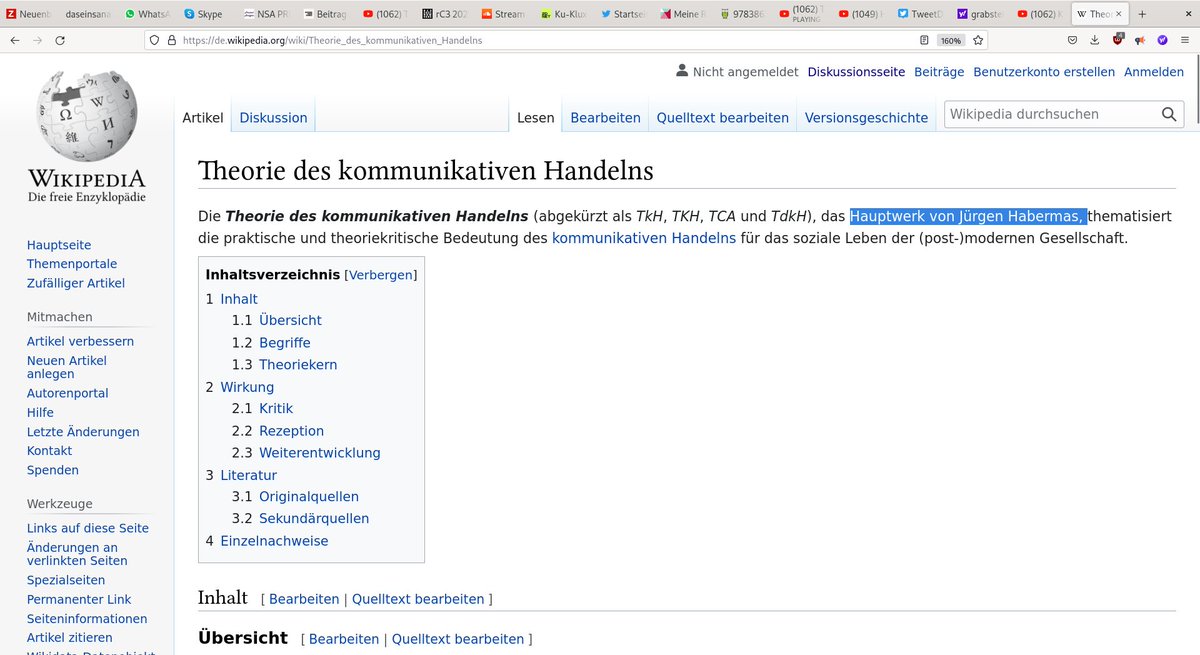 Neuenb daseinsana WhatsA Skype NSA PR Beitrag (1062) T rC3 202 Stream Ku-Klux Startsei Meine R 978386 (1062) T (1049) H TweetD grabste (1062) K Theor
PLAYING
https://de.wikipedia.org/wiki/Theorie_des_kommunikativen_Handelns 160%
Nicht angemeldet Diskussionsseite Beiträge Benutzerkonto erstellen Anmelden
Artikel Diskussion Lesen Bearbeiten Quelltext bearbeiten Versionsgeschichte Wikipedia durchsuchen
WIKIPEDIA
Die freie Enzyklopädie
Hauptseite
Themenportale
Zufälliger Artikel
Mitmachen
Artikel verbessern
Neuen Artikel
anlegen
Autorenportal
Hilfe
Letzte Änderungen
Kontakt
Spenden
Werkzeuge
Links auf diese Seite
Änderungen an
verlinkten Seiten
Spezialseiten
Permanenter Link
Seiteninformationen
Artikel zitieren
Wikidata-Datenobjekt
Theorie des kommunikativen Handelns
Die Theorie des kommunikativen Handelns (abgekürzt als TkH, TKH, TCA und TdkH), das Hauptwerk von Jürgen Habermas, thematisiert
die praktische und theoriekritische Bedeutung des kommunikativen Handelns für das soziale Leben der (post-)modernen Gesellschaft.
Inhaltsverzeichnis [Verbergen]
1 Inhalt
1.1 Übersicht
1.2 Begriffe
1.3 Theoriekern
2 Wirkung
2.1 Kritik
2.2 Rezeption
2.3 Weiterentwicklung
3 Literatur
3.1 Originalquellen
3.2 Sekundärquellen
4 Einzelnachweise
Inhalt [ Bearbeiten | Quelltext bearbeiten ]
Übersicht [ Bearbeiten | Quelltext bearbeiten ]